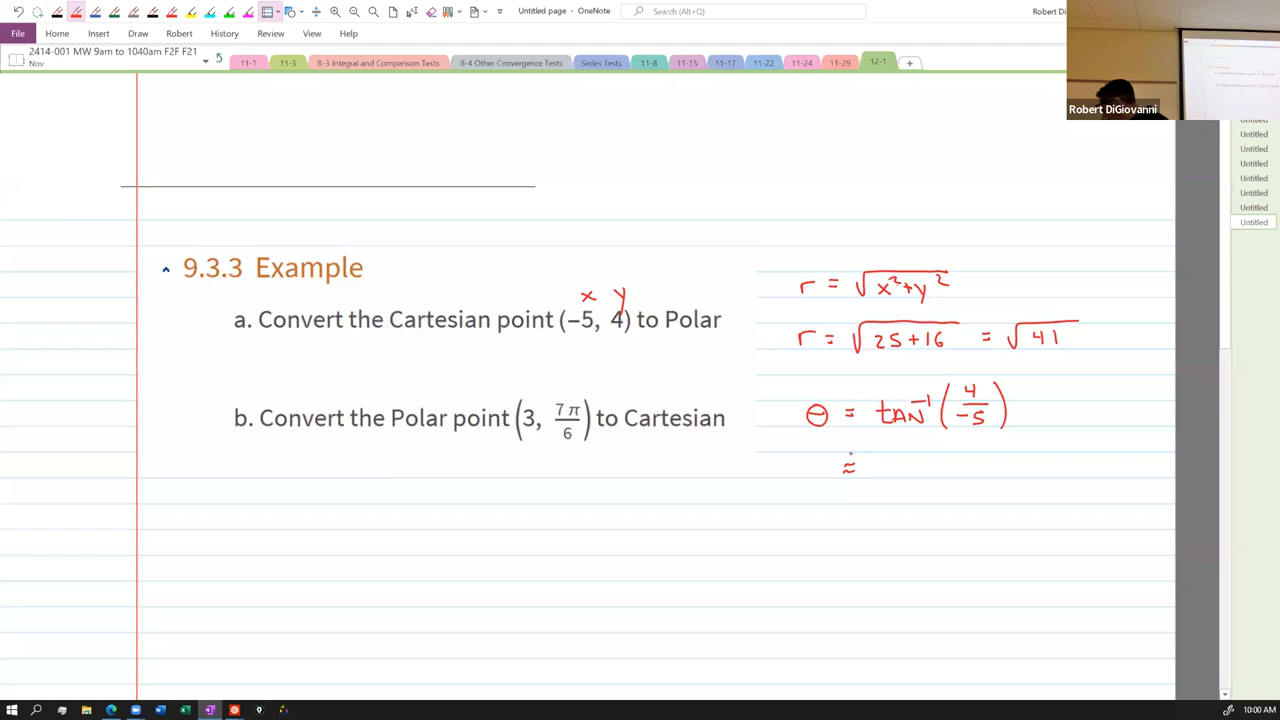 Untitled page - OneNote
Search (Alt+Q)
Robert Di
File Home Insert Draw Robert History View Help
2414-001 MW 9am to 1040am F2F F21
Nov
5
11-1 11-3 8-3 Integral and Comparison Tests 8-4 Other Convergence Tests Series Tests 11-8 11-15 11-17 11-22 11-24 11-29 12-1
Robert DiGiovanni
Untitled
Untitled
Untitled
Untitled
Untitled
Untitled
Untitled
Untitled
9.3.3 Example
x y
a. Convert the Cartesian point (−5, 4) to Polar
b. Convert the Polar point (3, 7π/6) to Cartesian
r = √(x²+y²)
r = √(25+16) = √41
θ = tAN⁻¹(4/−5)
≈
10:00 AM